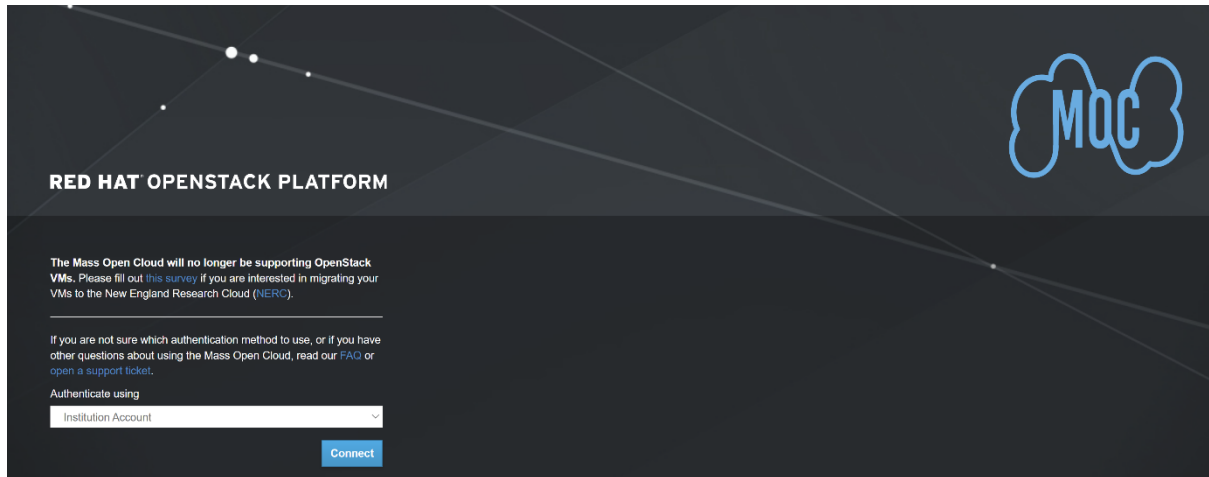 MOC
RED HAT® OPENSTACK PLATFORM
The Mass Open Cloud will no longer be supporting OpenStack
VMs. Please fill out this survey if you are interested in migrating your
VMs to the New England Research Cloud (NERC).
If you are not sure which authentication method to use, or if you have
other questions about using the Mass Open Cloud, read our FAQ or
open a support ticket.
Authenticate using
Institution Account
Connect